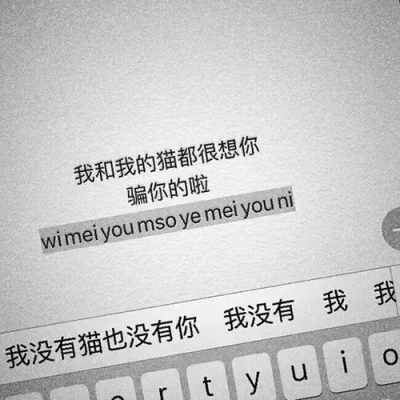 我和我的猫都很想你
骗你的啦
wi mei you mso ye mei you ni
我没有猫也没有你 我没有 我 我
e r t y u i o